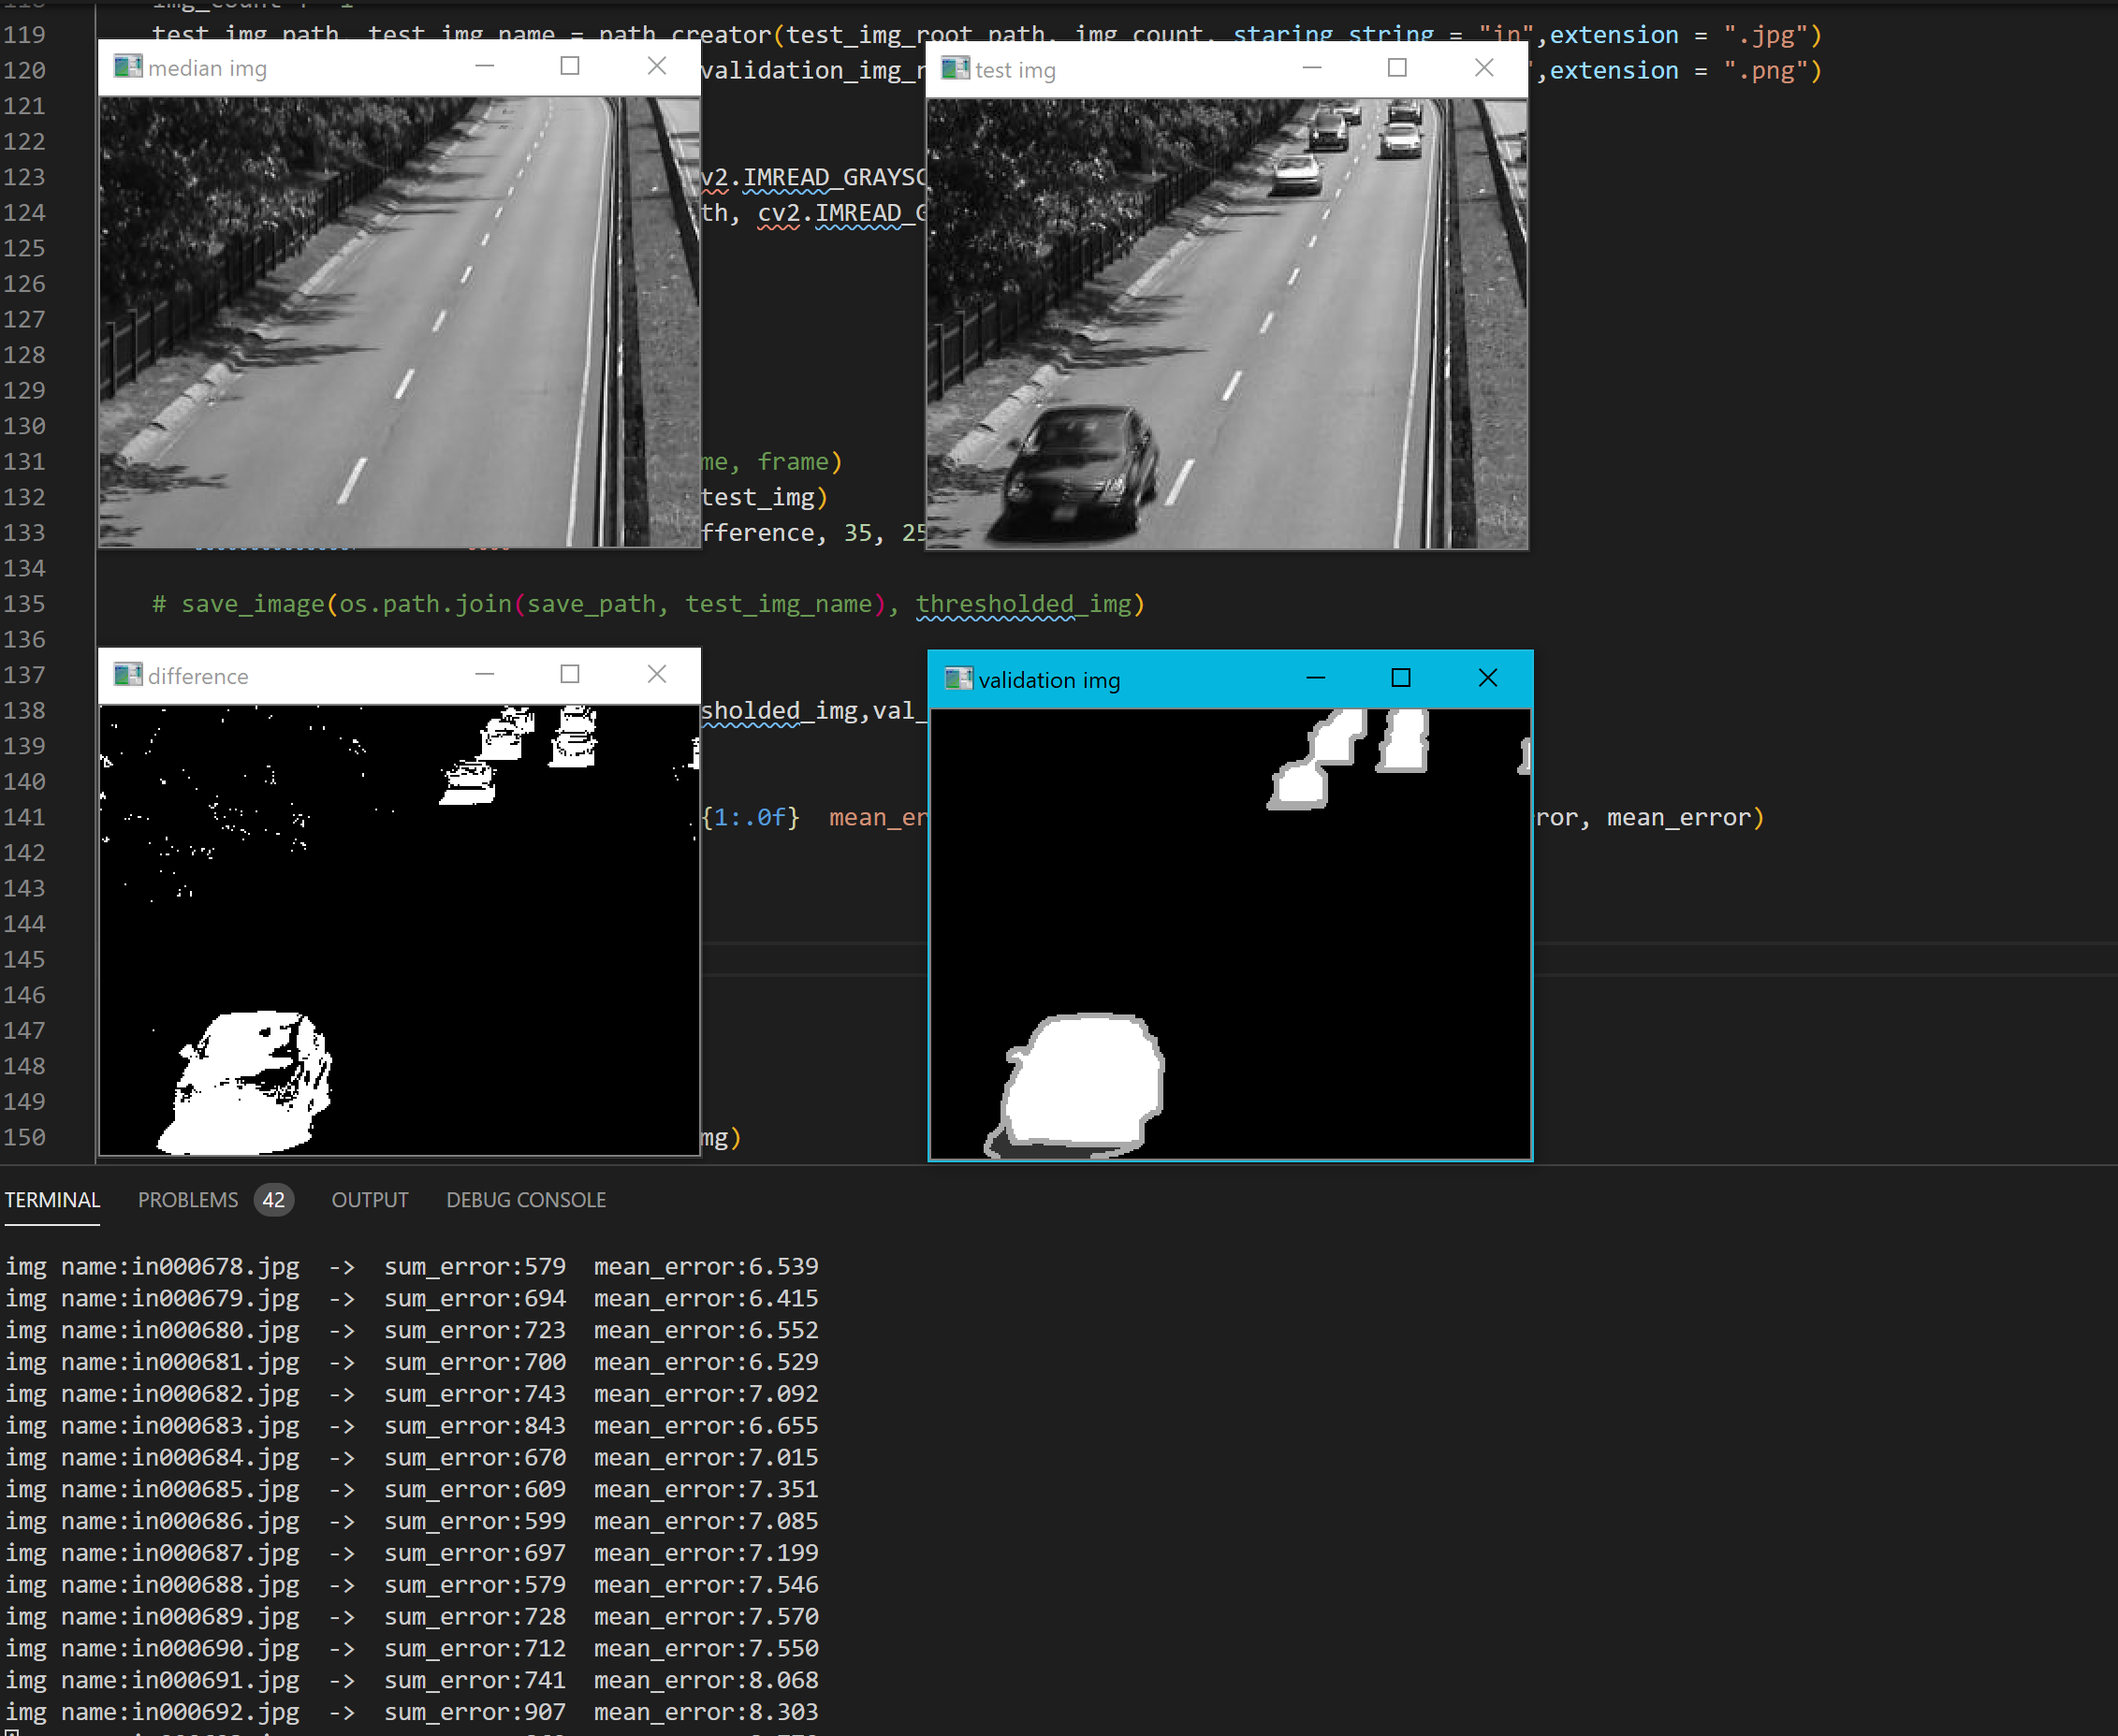 119 test_img_path, test_img_name = path_creator(test_img_root_path, img_count, staring_string = "in",extension = ".jpg")
median img
test img
120 validation_img_r ",extension = ".png")
121
122
123 v2.IMREAD_GRAYSC
124 th, cv2.IMREAD_G
125
126
127
128
129
130
131 me, frame)
132 test_img)
133 fference, 35, 25
134
135 # save_image(os.path.join(save_path, test_img_name), thresholded_img)
136
difference
validation img
137
138 sholded_img,val_
139
140
141 {1:.0f} mean_er ror, mean_error)
142
143
144
145
146
147
148
149
150 mg)
TERMINAL PROBLEMS 42 OUTPUT DEBUG CONSOLE
img name:in000678.jpg -> sum_error:579 mean_error:6.539
img name:in000679.jpg -> sum_error:694 mean_error:6.415
img name:in000680.jpg -> sum_error:723 mean_error:6.552
img name:in000681.jpg -> sum_error:700 mean_error:6.529
img name:in000682.jpg -> sum_error:743 mean_error:7.092
img name:in000683.jpg -> sum_error:843 mean_error:6.655
img name:in000684.jpg -> sum_error:670 mean_error:7.015
img name:in000685.jpg -> sum_error:609 mean_error:7.351
img name:in000686.jpg -> sum_error:599 mean_error:7.085
img name:in000687.jpg -> sum_error:697 mean_error:7.199
img name:in000688.jpg -> sum_error:579 mean_error:7.546
img name:in000689.jpg -> sum_error:728 mean_error:7.570
img name:in000690.jpg -> sum_error:712 mean_error:7.550
img name:in000691.jpg -> sum_error:741 mean_error:8.068
img name:in000692.jpg -> sum_error:907 mean_error:8.303